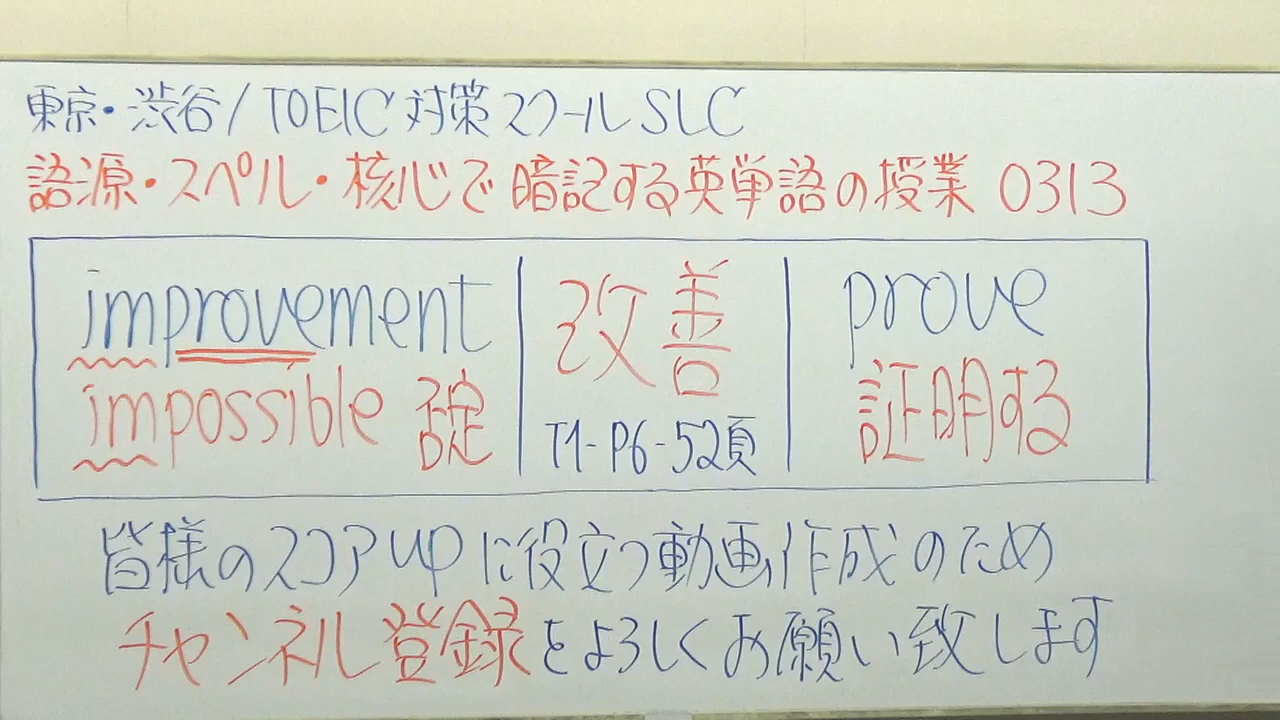 東京・渋谷/TOEIC対策スクールSLC
語源・スペル・核心で暗記する英単語の授業 0313
improvement
impossible 否定
改善
T1-P6-52頁
prove
証明する
皆様のスコアUPに役立つ動画作成のため
チャンネル登録をよろしくお願い致します